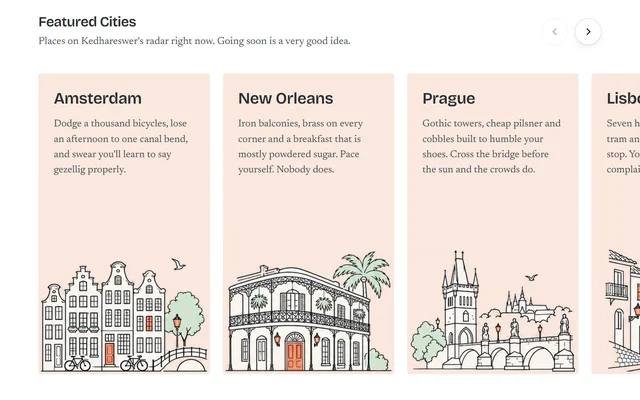 Featured Cities
Places on Kedhareswer's radar right now. Going soon is a very good idea.
Amsterdam
Dodge a thousand bicycles, lose
an afternoon to one canal bend,
and swear you'll learn to say
gezellig properly.
New Orleans
Iron balconies, brass on every
corner and a breakfast that is
mostly powdered sugar. Pace
yourself. Nobody does.
Prague
Gothic towers, cheap pilsner and
cobbles built to humble your
shoes. Cross the bridge before
the sun and the crowds do.
Seven
tram
stop.